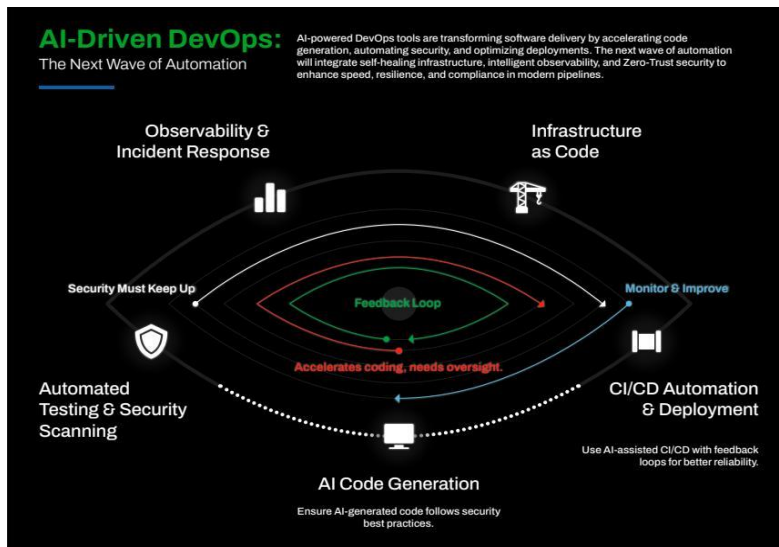 AI-Driven DevOps:
The Next Wave of Automation
AI-powered DevOps tools are transforming software delivery by accelerating code
generation, automating security, and optimizing deployments. The next wave of automation
will integrate self-healing infrastructure, intelligent observability, and Zero-Trust security to
enhance speed, resilience, and compliance in modern pipelines.
Observability &
Incident Response
Infrastructure
as Code
Security Must Keep Up
Feedback Loop
Monitor & Improve
Accelerates coding, needs oversight.
Automated
Testing & Security
Scanning
CI/CD Automation
& Deployment
Use AI-assisted CI/CD with feedback
loops for better reliability.
AI Code Generation
Ensure AI-generated code follows security
best practices.